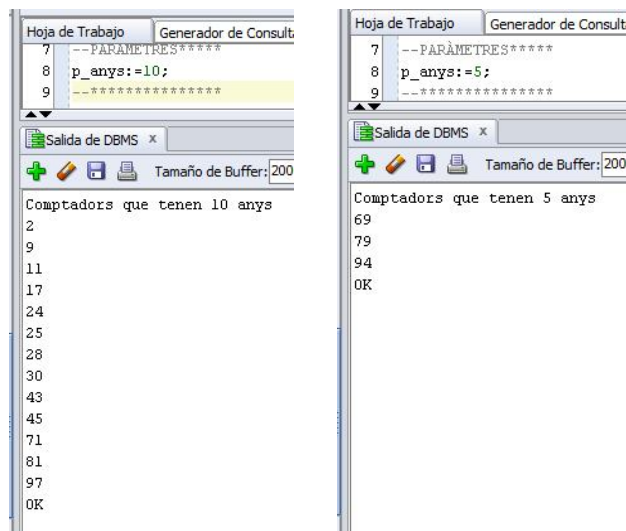 Hoja de Trabajo Generador de Consult
7 --PARÀMETRES*****
8 p_anys:=10;
9 --***************
Salida de DBMS x
Tamaño de Buffer: 200
Comptadors que tenen 10 anys
2
9
11
17
24
25
28
30
43
45
71
81
97
OK
Hoja de Trabajo Generador de Consult
7 --PARÀMETRES*****
8 p_anys:=5;
9 --***************
Salida de DBMS x
Tamaño de Buffer: 200
Comptadors que tenen 5 anys
69
79
94
OK